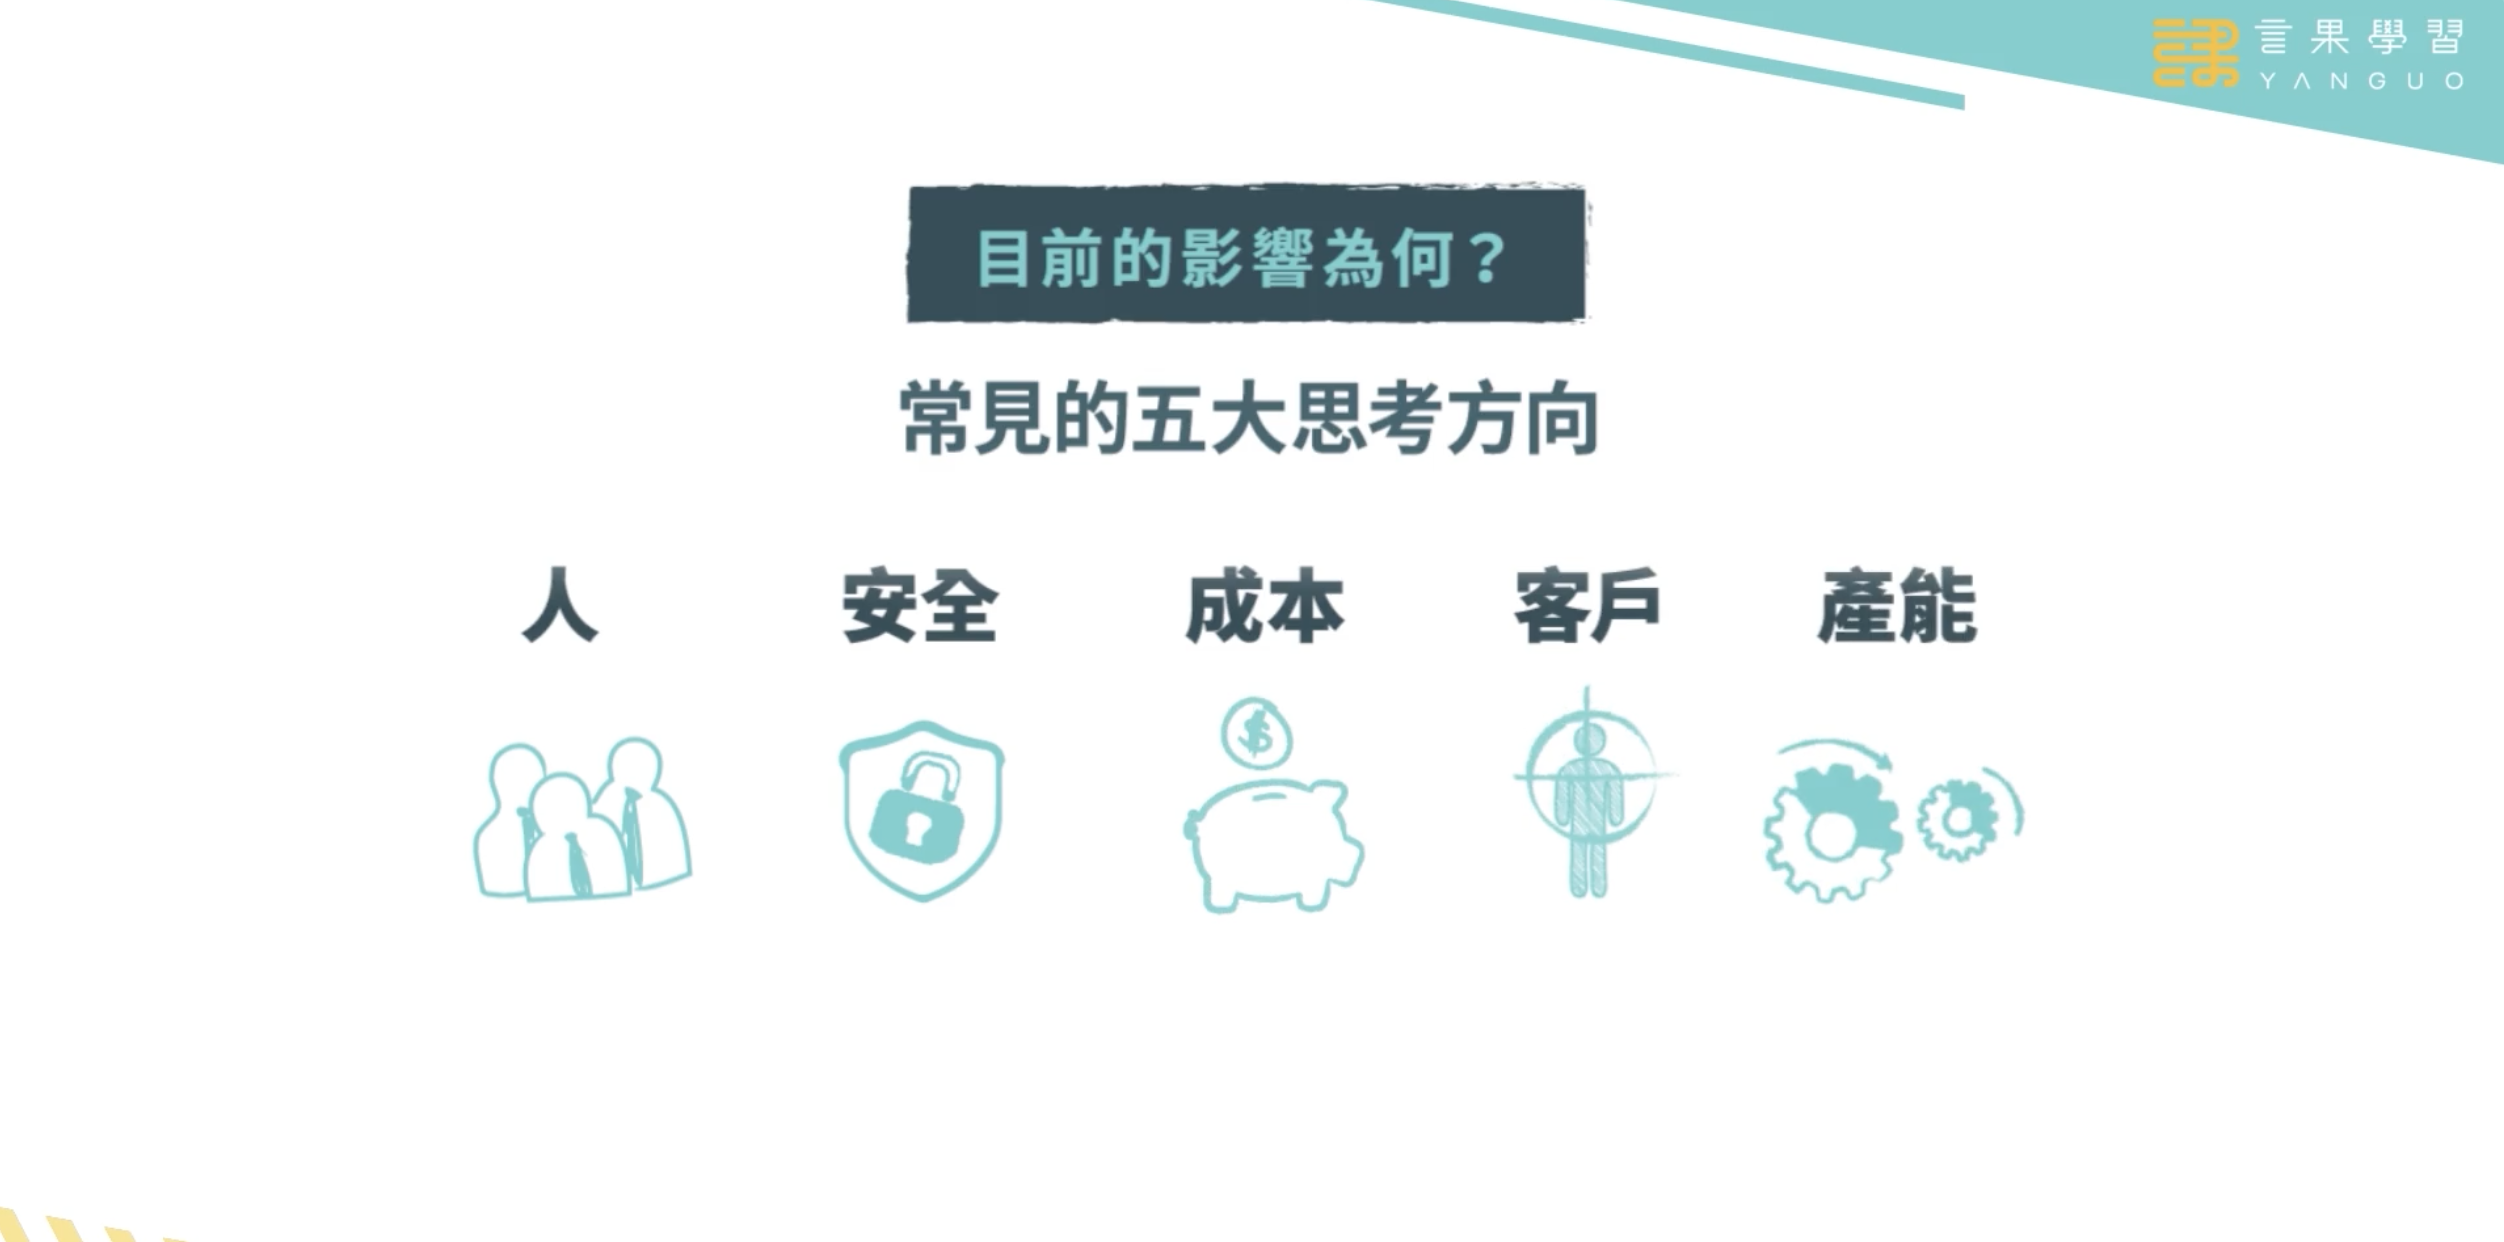 言果學習
YANGUO
目前的影響為何？
常見的五大思考方向
人 安全 成本 客戶 產能
$